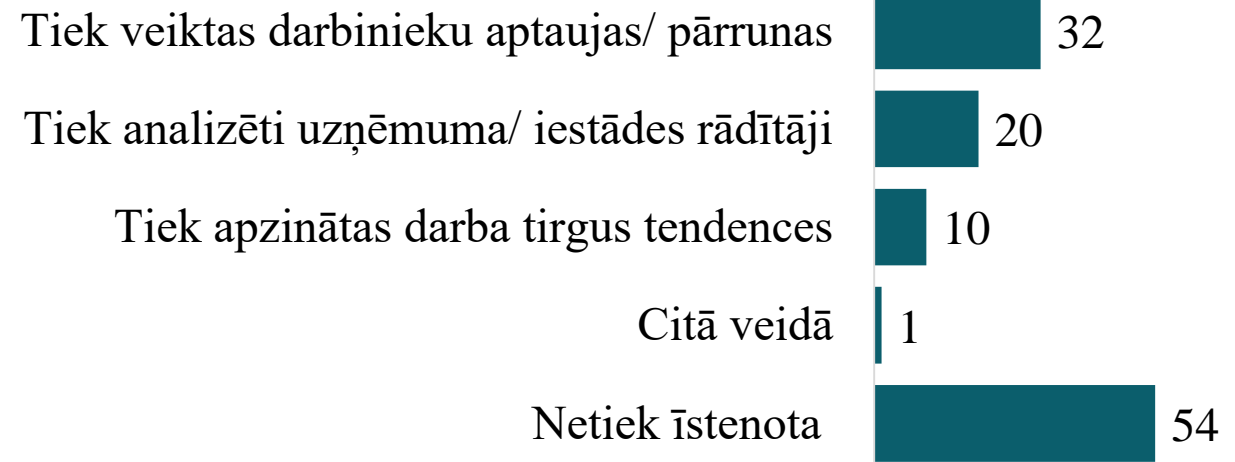 Tiek veiktas darbinieku aptaujas/ pārrunas 32
Tiek analizēti uzņēmuma/ iestādes rādītāji 20
Tiek apzinātas darba tirgus tendences 10
Citā veidā 1
Netiek īstenota 54